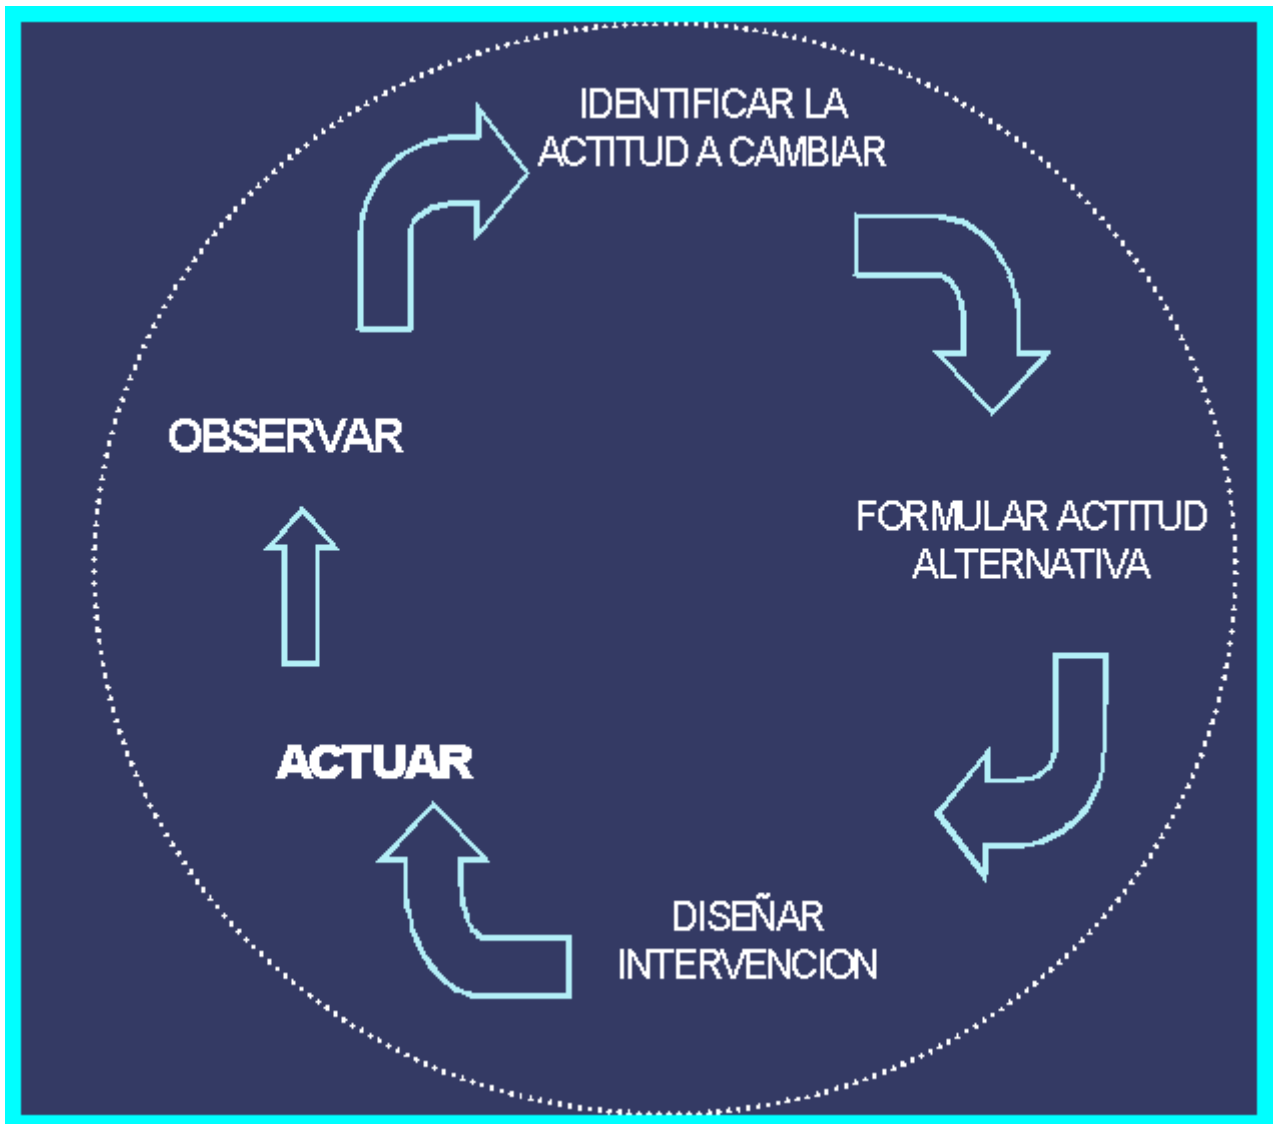 IDENTIFICAR LA
ACTITUD A CAMBIAR
OBSERVAR
FORMULAR ACTITUD
ALTERNATIVA
ACTUAR
DISEÑAR
INTERVENCION